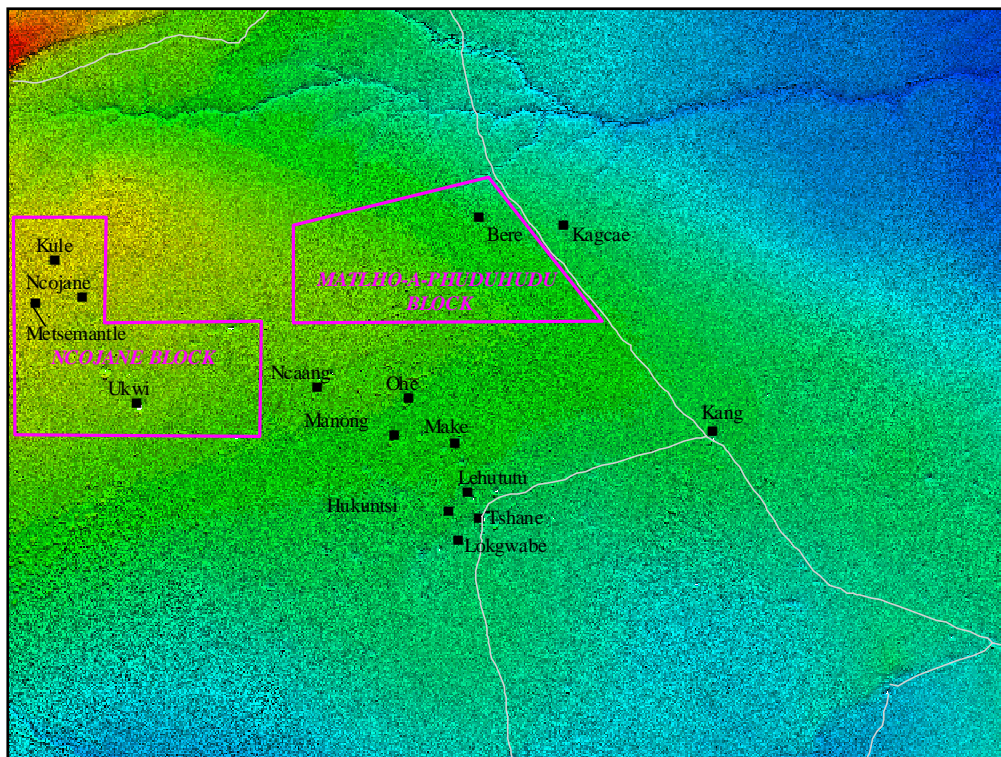 Bere
Kagcae
Kule
MATLHO-A-PHUDUHUDU
BLOCK
Ncojane
Metsemantle
NCOJANE BLOCK
Ncaang
Ukwi
Ohe
Manong
Make
Kang
Lehututu
Hukuntsi
Tshane
Lokgwabe